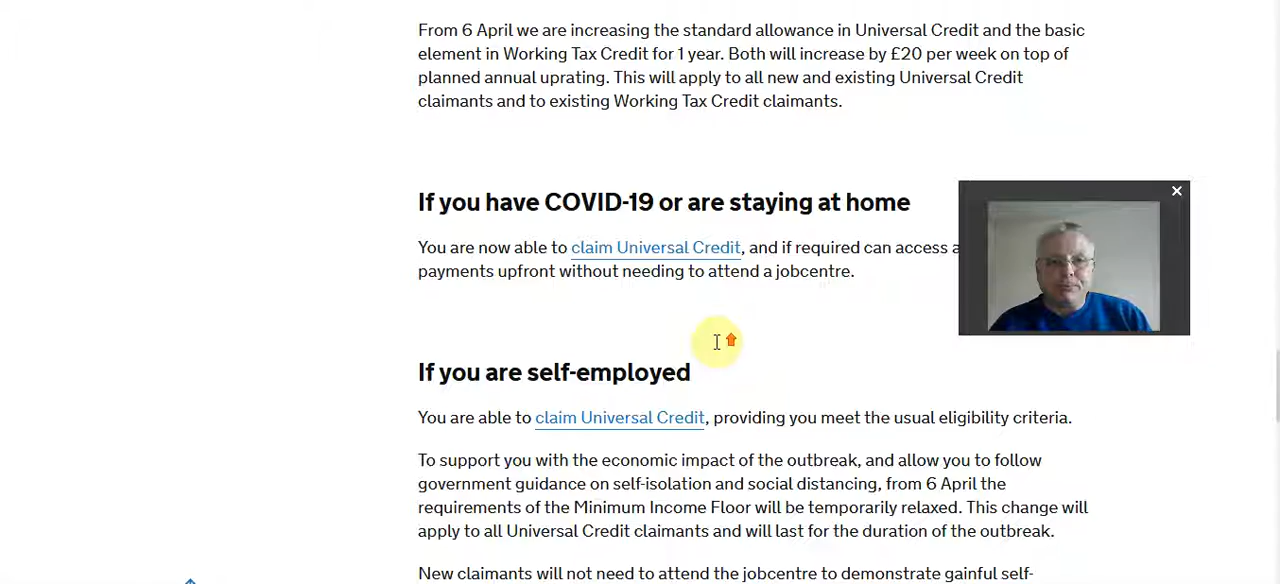 From 6 April we are increasing the standard allowance in Universal Credit and the basic
element in Working Tax Credit for 1 year. Both will increase by £20 per week on top of
planned annual uprating. This will apply to all new and existing Universal Credit
claimants and to existing Working Tax Credit claimants.
If you have COVID-19 or are staying at home
You are now able to claim Universal Credit, and if required can access a
payments upfront without needing to attend a jobcentre.
If you are self-employed
You are able to claim Universal Credit, providing you meet the usual eligibility criteria.
To support you with the economic impact of the outbreak, and allow you to follow
government guidance on self-isolation and social distancing, from 6 April the
requirements of the Minimum Income Floor will be temporarily relaxed. This change will
apply to all Universal Credit claimants and will last for the duration of the outbreak.
New claimants will not need to attend the jobcentre to demonstrate gainful self-